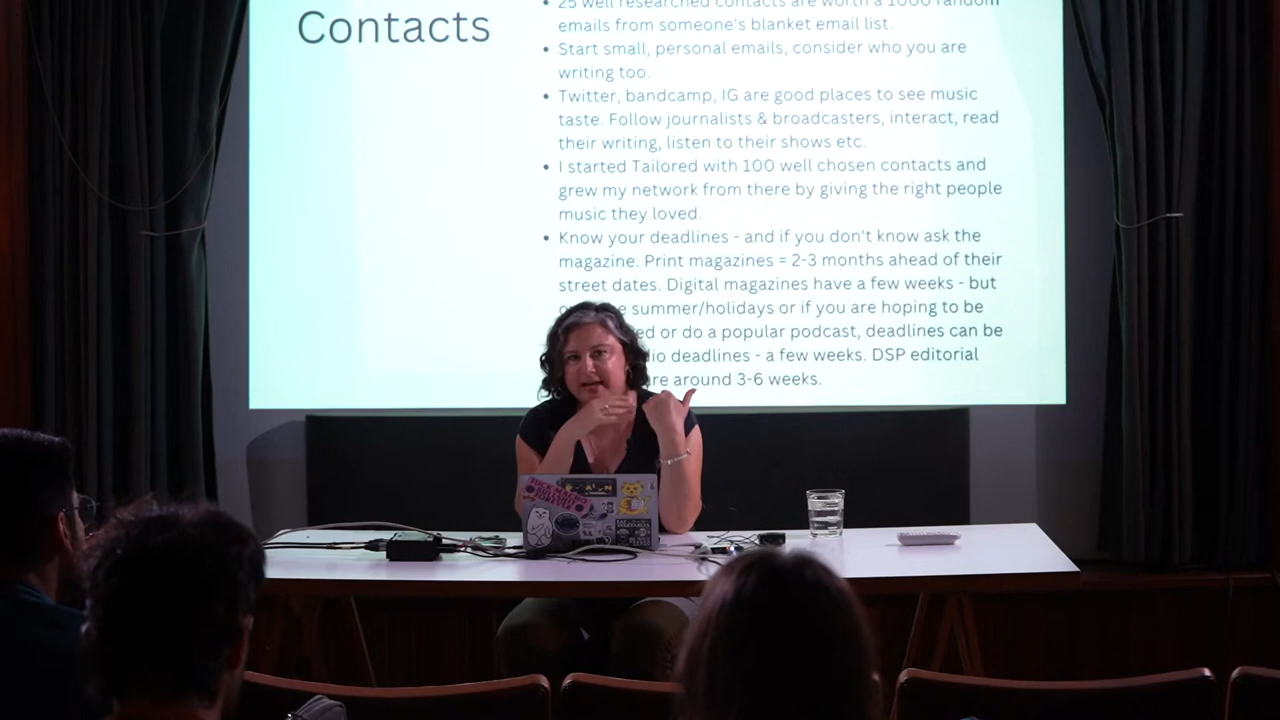 Contacts
25 well researched contacts are worth a 1000 random
emails from someone's blanket email list.
Start small, personal emails, consider who you are
writing too.
Twitter, bandcamp, IG are good places to see music
taste. Follow journalists & broadcasters, interact, read
their writing, listen to their shows etc.
I started Tailored with 100 well chosen contacts and
grew my network from there by giving the right people
music they loved.
Know your deadlines - and if you don't know ask the
magazine. Print magazines = 2-3 months ahead of their
street dates. Digital magazines have a few weeks - but
summer/holidays or if you are hoping to be
or do a popular podcast, deadlines can be
deadlines - a few weeks. DSP editorial
are around 3-6 weeks.
FUCK MACHO
BULLSHIT
FOREVER!